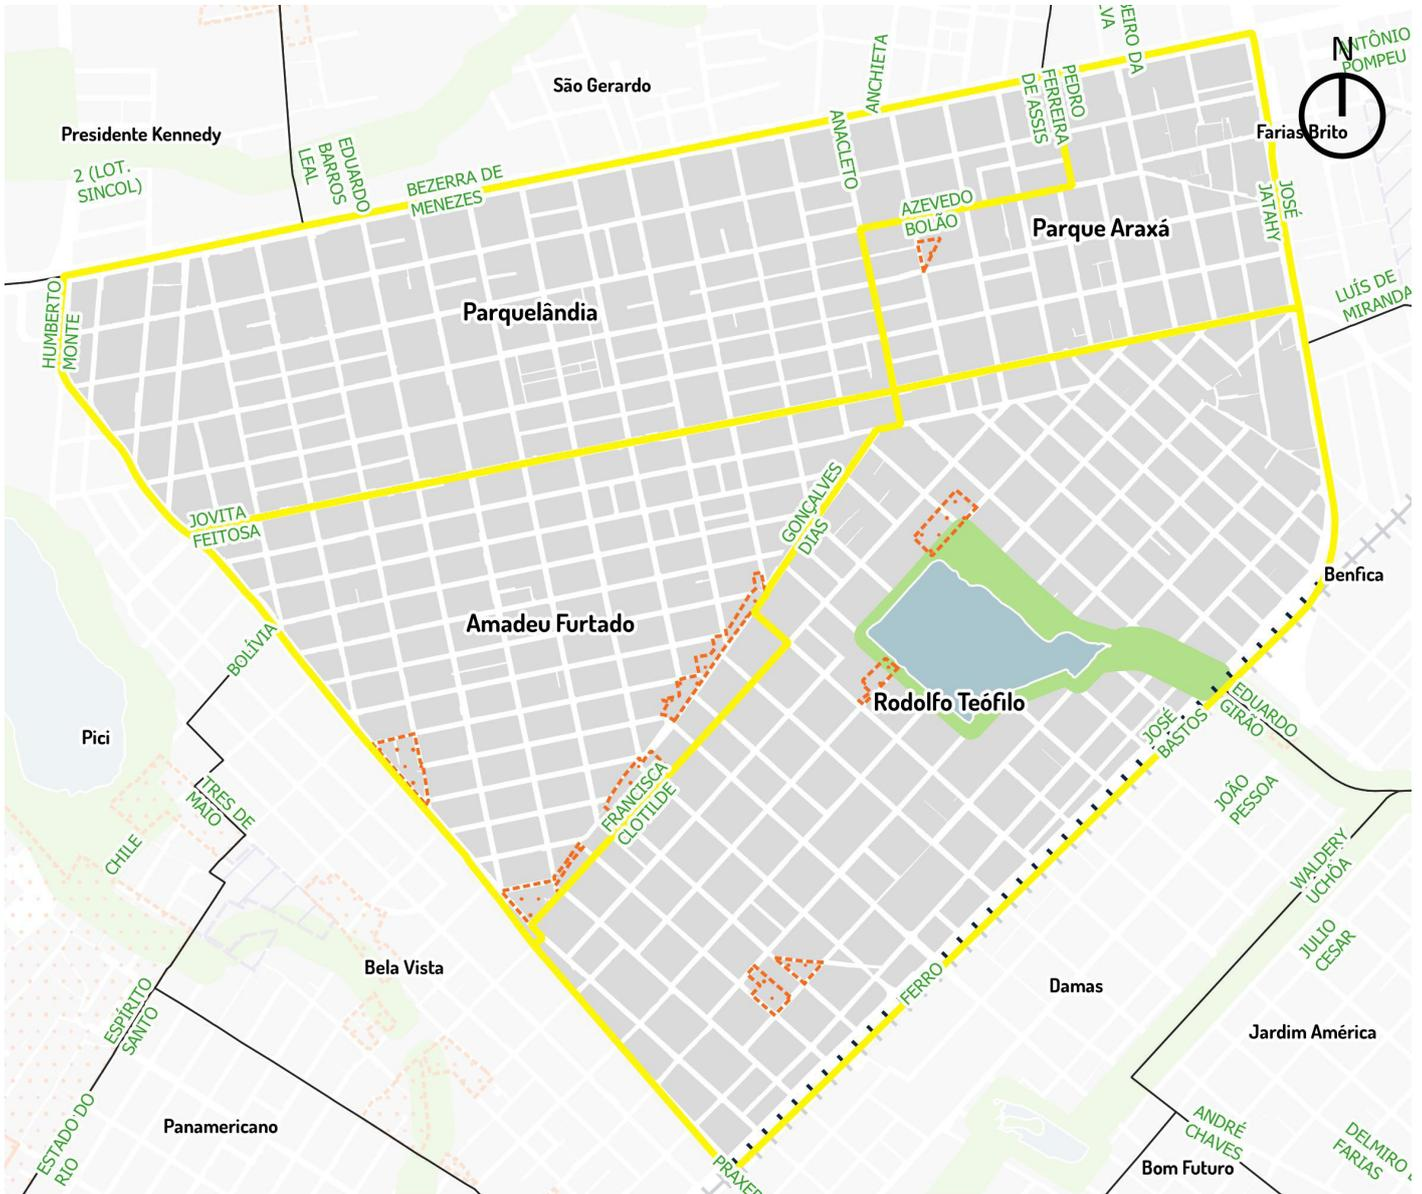 BEIRO DA
LVA
N
ANTÔNIO
POMPEU
ANCHIETA
São Gerardo
PEDRO
FERREIRA
DE ASSIS
Presidente Kennedy
Farias Brito
ANACLETO
EDUARDO
BARROS
LEAL
2 (LOT.
SINCOL)
BEZERRA DE
MENEZES
AZEVEDO
BOLÃO
JOSÉ
JATAHY
Parque Araxá
LUÍS DE
MIRANDA
HUMBERTO
MONTE
Parquelândia
JOVITA
FEITOSA
GONÇALVES
DIAS
Benfica
Amadeu Furtado
BOLÍVIA
Rodolfo Teófilo
EDUARDO
GIRÃO
JOSÉ
BASTOS
Pici
TRES DE
MAIO
FRANCISCA
CLOTILDE
JOÃO
PESSOA
CHILE
WALDERY
UCHÔA
JULIO
CESAR
Bela Vista
FERRO
Damas
ESPÍRITO
SANTO
Jardim América
Panamericano
ESTADO DO
RIO
ANDRÉ
CHAVES
DELMIRO
FARIAS
Bom Futuro
PRAXE